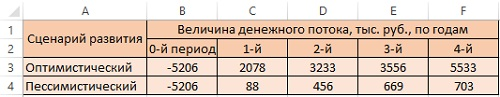 A B C D E F
1 Сценарий развития Величина денежного потока, тыс. руб., по годам
2 0-й период 1-й 2-й 3-й 4-й
3 Оптимистический -5206 2078 3233 3556 5533
4 Пессимистический -5206 88 456 669 703